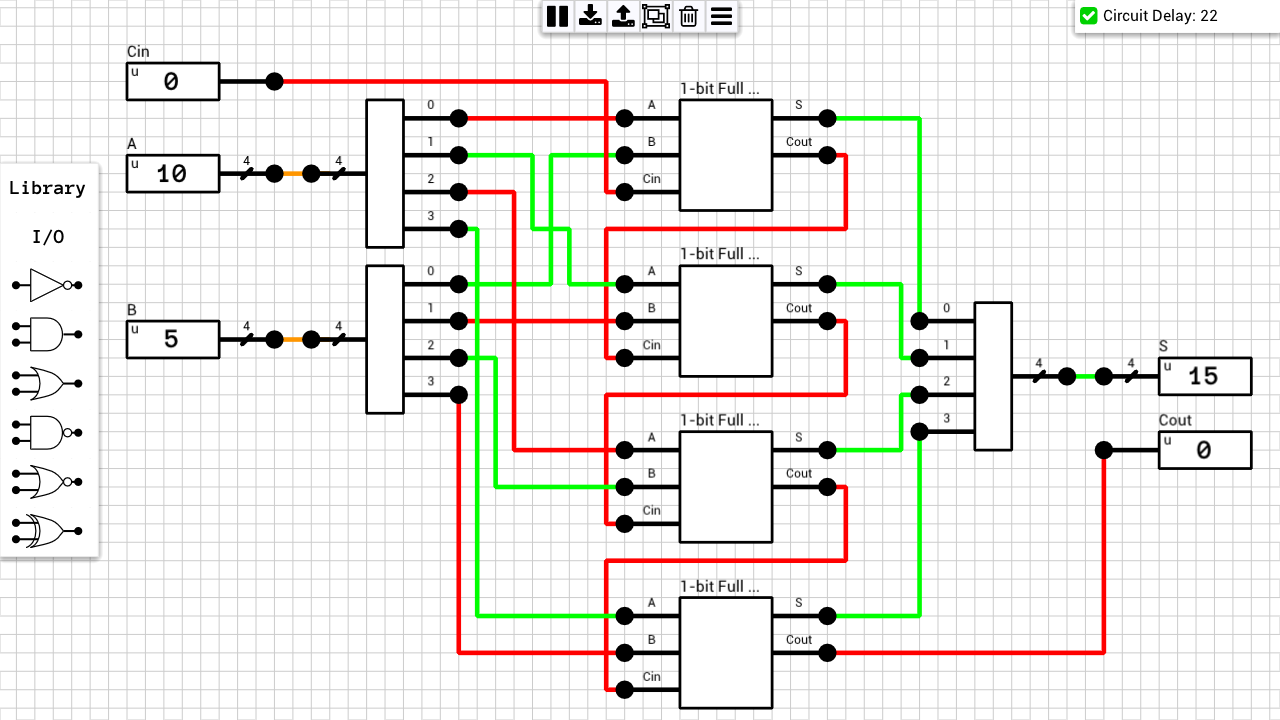 Circuit Delay: 22
Cin
u 0
A
u 10
4 4
B
u 5
4 4
Library
I/O
0
1
2
3
0
1
2
3
1-bit Full ...
A S
B Cout
Cin
1-bit Full ...
A S
B Cout
Cin
1-bit Full ...
A S
B Cout
Cin
1-bit Full ...
A S
B Cout
Cin
0
1
2
3
4 4
S
u 15
Cout
u 0